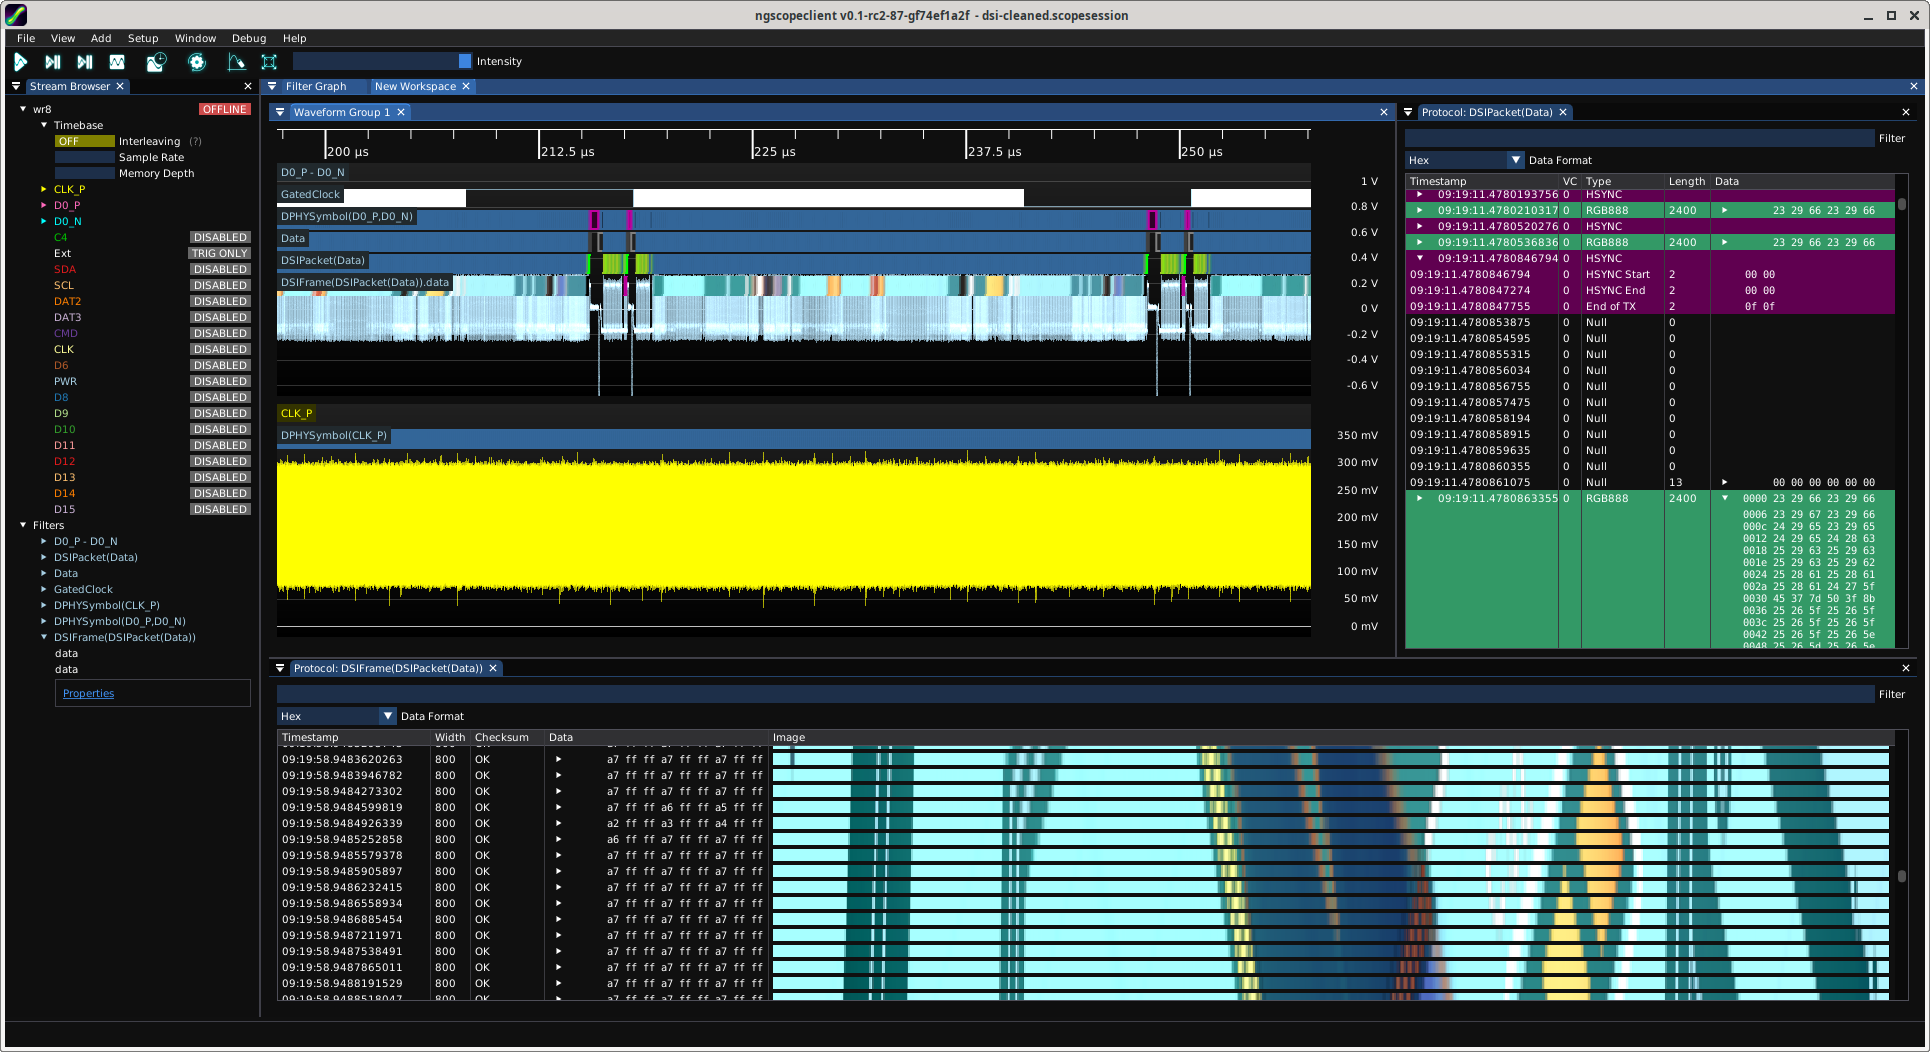 ngscopeclient v0.1-rc2-87-gf74ef1a2f - dsi-cleaned.scopesession
File View Add Setup Window Debug Help
Intensity
Stream Browser
wr8 OFFLINE
Timebase
OFF Interleaving (?)
Sample Rate
Memory Depth
CLK_P
D0_P
D0_N
C4 DISABLED
Ext TRIG ONLY
SDA DISABLED
SCL DISABLED
DAT2 DISABLED
DAT3 DISABLED
CMD DISABLED
CLK DISABLED
D6 DISABLED
PWR DISABLED
D8 DISABLED
D9 DISABLED
D10 DISABLED
D11 DISABLED
D12 DISABLED
D13 DISABLED
D14 DISABLED
D15 DISABLED
Filters
D0_P - D0_N
DSIPacket(Data)
Data
GatedClock
DPHYSymbol(CLK_P)
DPHYSymbol(D0_P,D0_N)
DSIFrame(DSIPacket(Data))
data
data
Properties
Filter Graph New Workspace
Waveform Group 1
200 µs 212.5 µs 225 µs 237.5 µs 250 µs
D0_P - D0_N
GatedClock
DPHYSymbol(D0_P,D0_N)
Data
DSIPacket(Data)
DSIFrame(DSIPacket(Data)).data
1 V
0.8 V
0.6 V
0.4 V
0.2 V
0 V
-0.2 V
-0.4 V
-0.6 V
CLK_P
DPHYSymbol(CLK_P)
350 mV
300 mV
250 mV
200 mV
150 mV
100 mV
50 mV
0 mV
Protocol: DSIPacket(Data)
Filter
Hex Data Format
Timestamp VC Type Length Data
09:19:11.4780193756 0 HSYNC
09:19:11.4780210317 0 RGB888 2400 23 29 66 23 29 66
09:19:11.4780520276 0 HSYNC
09:19:11.4780536836 0 RGB888 2400 23 29 66 23 29 66
09:19:11.4780846794 0 HSYNC
09:19:11.4780846794 0 HSYNC Start 2 00 00
09:19:11.4780847274 0 HSYNC End 2 00 00
09:19:11.4780847755 0 End of TX 2 0f 0f
09:19:11.4780853875 0 Null 0
09:19:11.4780854595 0 Null 0
09:19:11.4780855315 0 Null 0
09:19:11.4780856034 0 Null 0
09:19:11.4780856755 0 Null 0
09:19:11.4780857475 0 Null 0
09:19:11.4780858194 0 Null 0
09:19:11.4780858915 0 Null 0
09:19:11.4780859635 0 Null 0
09:19:11.4780860355 0 Null 0
09:19:11.4780861075 0 Null 13 00 00 00 00 00 00
09:19:11.4780863355 0 RGB888 2400 0000 23 29 66 23 29 66
0006 23 29 67 23 29 66
000c 24 29 65 23 29 65
0012 24 29 65 24 28 63
0018 25 29 63 25 29 63
001e 25 29 63 25 29 62
0024 25 28 61 25 28 61
002a 25 28 61 24 27 5f
0030 45 37 7d 50 3f 8b
0036 25 26 5f 25 26 5f
003c 25 26 5f 25 26 5f
0042 25 26 5f 25 26 5e
0048 25 26 5d 25 26 5e
Protocol: DSIFrame(DSIPacket(Data))
Filter
Hex Data Format
Timestamp Width Checksum Data Image
09:19:58.9483620263 800 OK a7 ff ff a7 ff ff a7 ff ff
09:19:58.9483946782 800 OK a7 ff ff a7 ff ff a7 ff ff
09:19:58.9484273302 800 OK a7 ff ff a7 ff ff a7 ff ff
09:19:58.9484599819 800 OK a7 ff ff a6 ff ff a5 ff ff
09:19:58.9484926339 800 OK a2 ff ff a3 ff ff a4 ff ff
09:19:58.9485252858 800 OK a6 ff ff a7 ff ff a7 ff ff
09:19:58.9485579378 800 OK a7 ff ff a7 ff ff a7 ff ff
09:19:58.9485905897 800 OK a7 ff ff a7 ff ff a7 ff ff
09:19:58.9486232415 800 OK a7 ff ff a7 ff ff a7 ff ff
09:19:58.9486558934 800 OK a7 ff ff a7 ff ff a7 ff ff
09:19:58.9486885454 800 OK a7 ff ff a7 ff ff a7 ff ff
09:19:58.9487211971 800 OK a7 ff ff a7 ff ff a7 ff ff
09:19:58.9487538491 800 OK a7 ff ff a7 ff ff a7 ff ff
09:19:58.9487865011 800 OK a7 ff ff a7 ff ff a7 ff ff
09:19:58.9488191529 800 OK a7 ff ff a7 ff ff a7 ff ff
09:19:58.9488518047 800 OK a7 ff ff a7 ff ff a7 ff ff